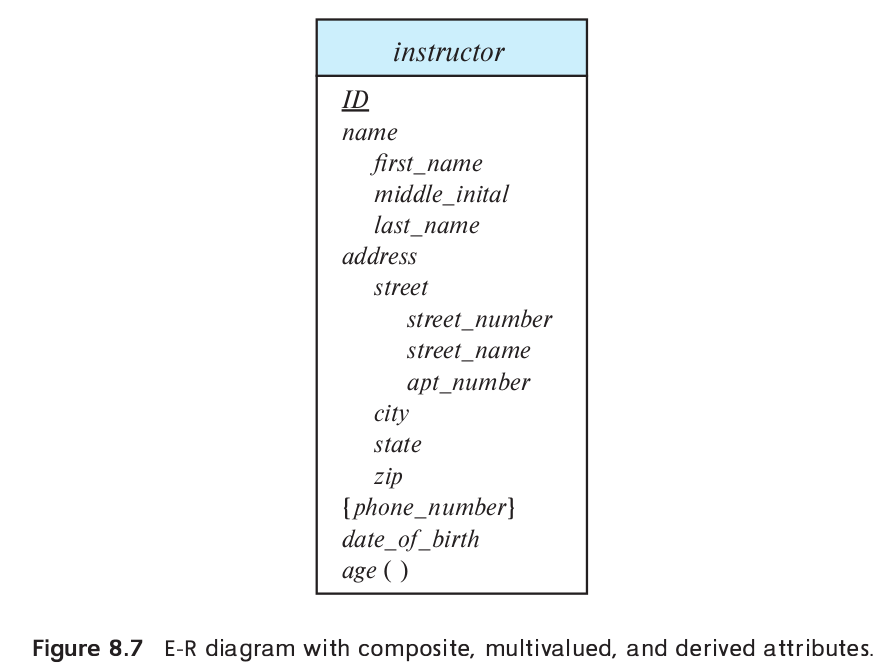 instructor
ID
name
first_name
middle_inital
last_name
address
street
street_number
street_name
apt_number
city
state
zip
{phone_number}
date_of_birth
age ( )
Figure 8.7 E-R diagram with composite, multivalued, and derived attributes.